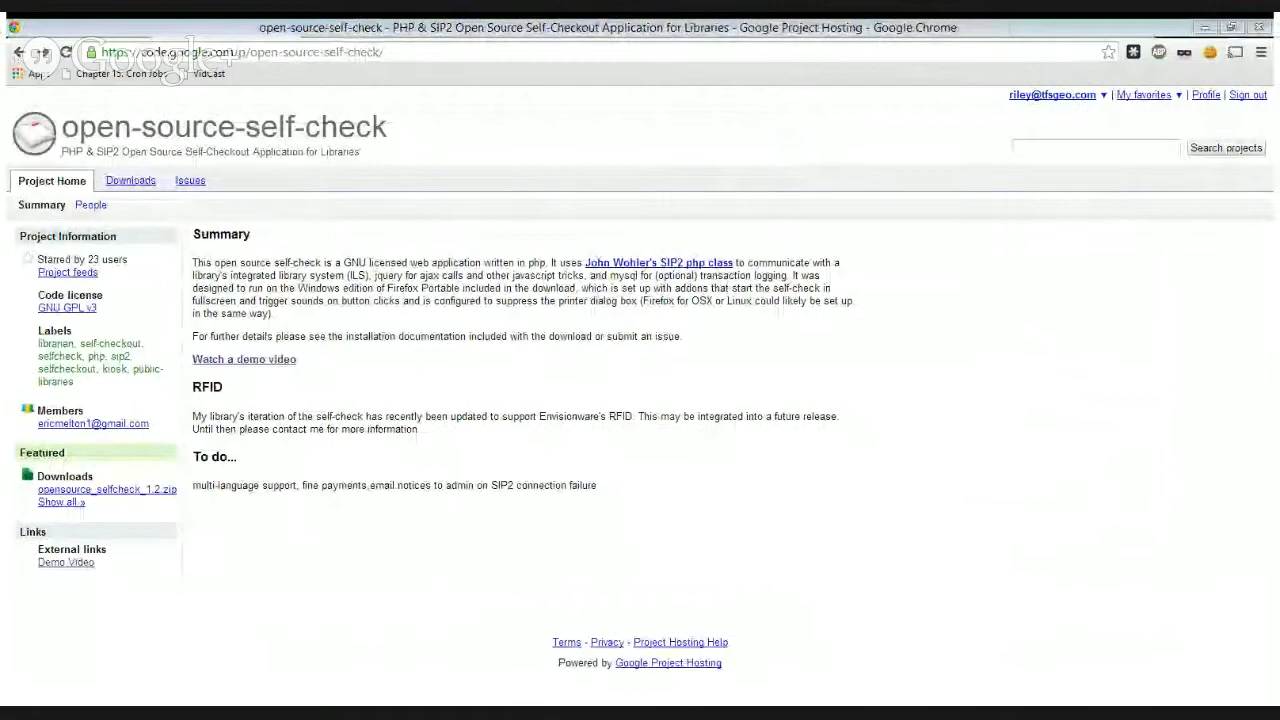 open-source-self-check - PHP & SIP2 Open Source Self-Checkout Application for Libraries - Google Project Hosting - Google Chrome
https://code.google.com/p/open-source-self-check/
Google+
Apps Chapter 15. Cron Jobs VidCast
riley@tfsgeo.com ▼ | My favorites ▼ | Profile | Sign out
open-source-self-check
PHP & SIP2 Open Source Self-Checkout Application for Libraries
Search projects
Project Home Downloads Issues
Summary People
Project Information
Starred by 23 users
Project feeds
Code license
GNU GPL v3
Labels
librarian, self-checkout,
selfcheck, php, sip2,
selfcheckout, kiosk, public-
libraries
Members
ericmelton1@gmail.com
Featured
Downloads
opensource_selfcheck_1.2.zip
Show all »
Links
External links
Demo Video
Summary
This open source self-check is a GNU licensed web application written in php. It uses John Wohler's SIP2 php class to communicate with a
library's integrated library system (ILS), jquery for ajax calls and other javascript tricks, and mysql for (optional) transaction logging. It was
designed to run on the Windows edition of Firefox Portable included in the download, which is set up with addons that start the self-check in
fullscreen and trigger sounds on button clicks and is configured to suppress the printer dialog box (Firefox for OSX or Linux could likely be set up
in the same way).
For further details please see the installation documentation included with the download or submit an issue.
Watch a demo video
RFID
My library's iteration of the self-check has recently been updated to support Envisionware's RFID. This may be integrated into a future release.
Until then please contact me for more information.
To do...
multi-language support, fine payments,email notices to admin on SIP2 connection failure
Terms - Privacy - Project Hosting Help
Powered by Google Project Hosting